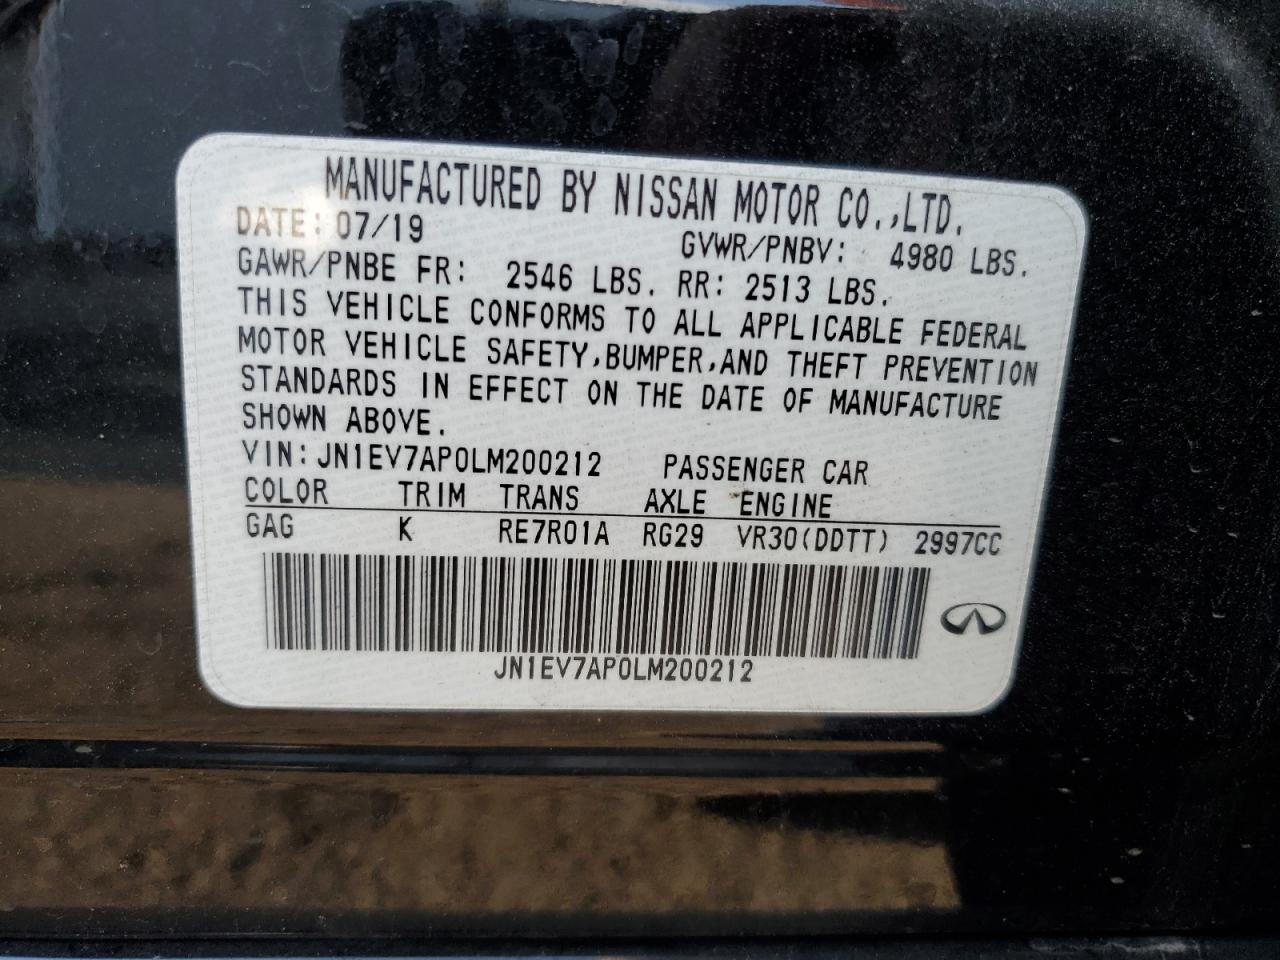 MANUFACTURED BY NISSAN MOTOR CO.,LTD.
DATE: 07/19 GVWR/PNBV: 4980 LBS.
GAWR/PNBE FR: 2546 LBS. RR: 2513 LBS.
THIS VEHICLE CONFORMS TO ALL APPLICABLE FEDERAL
MOTOR VEHICLE SAFETY,BUMPER,AND THEFT PREVENTION
STANDARDS IN EFFECT ON THE DATE OF MANUFACTURE
SHOWN ABOVE.
VIN:JN1EV7AP0LM200212 PASSENGER CAR
COLOR TRIM TRANS AXLE ENGINE
GAG K RE7R01A RG29 VR30(DDTT) 2997CC
JN1EV7AP0LM200212